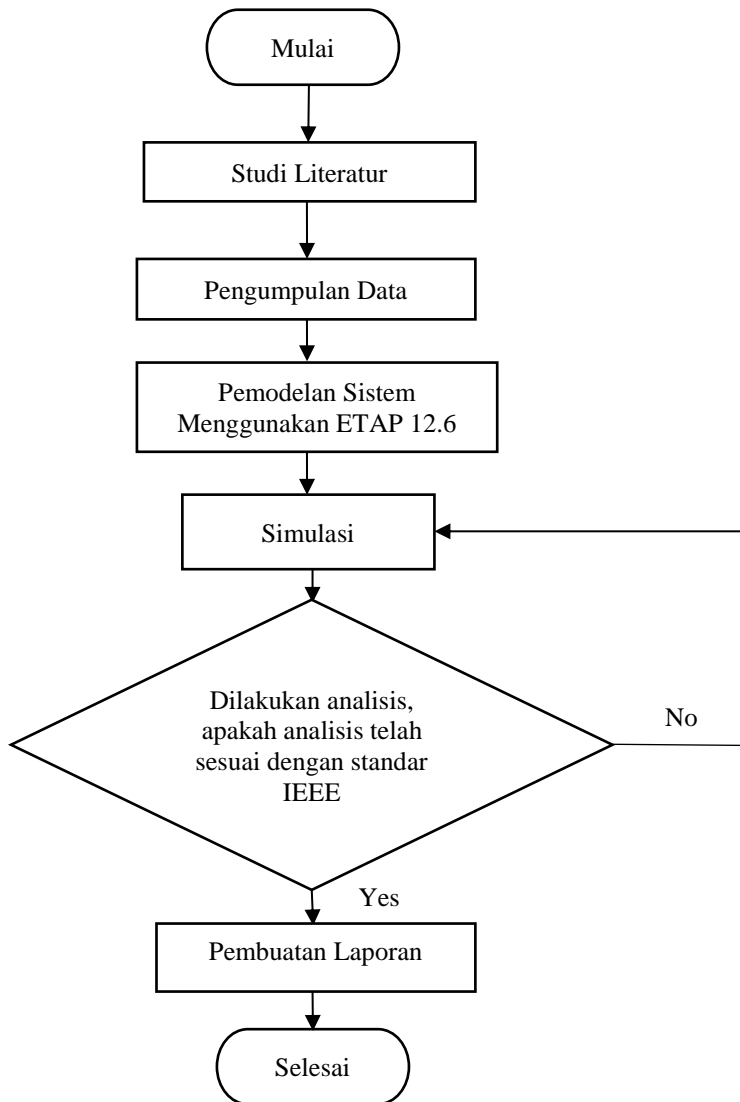 Mulai
Studi Literatur
Pengumpulan Data
Pemodelan Sistem
Menggunakan ETAP 12.6
Simulasi
Dilakukan analisis,
apakah analisis telah
sesuai dengan standar
IEEE
No
Yes
Pembuatan Laporan
Selesai